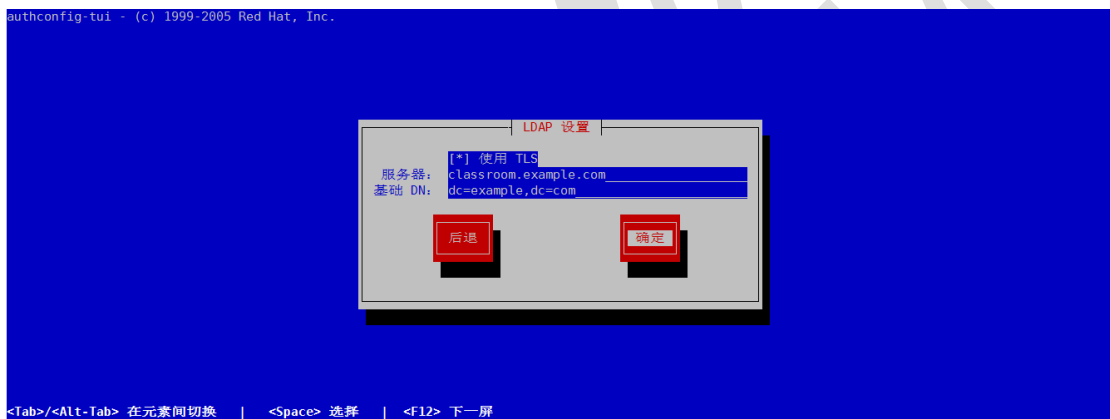 authconfig-tui - (c) 1999-2005 Red Hat, Inc.
LDAP 设置
[*] 使用 TLS
服务器: classroom.example.com
基础 DN: dc=example,dc=com
后退 确定
<Tab>/<Alt-Tab> 在元素间切换 | <Space> 选择 | <F12> 下一屏